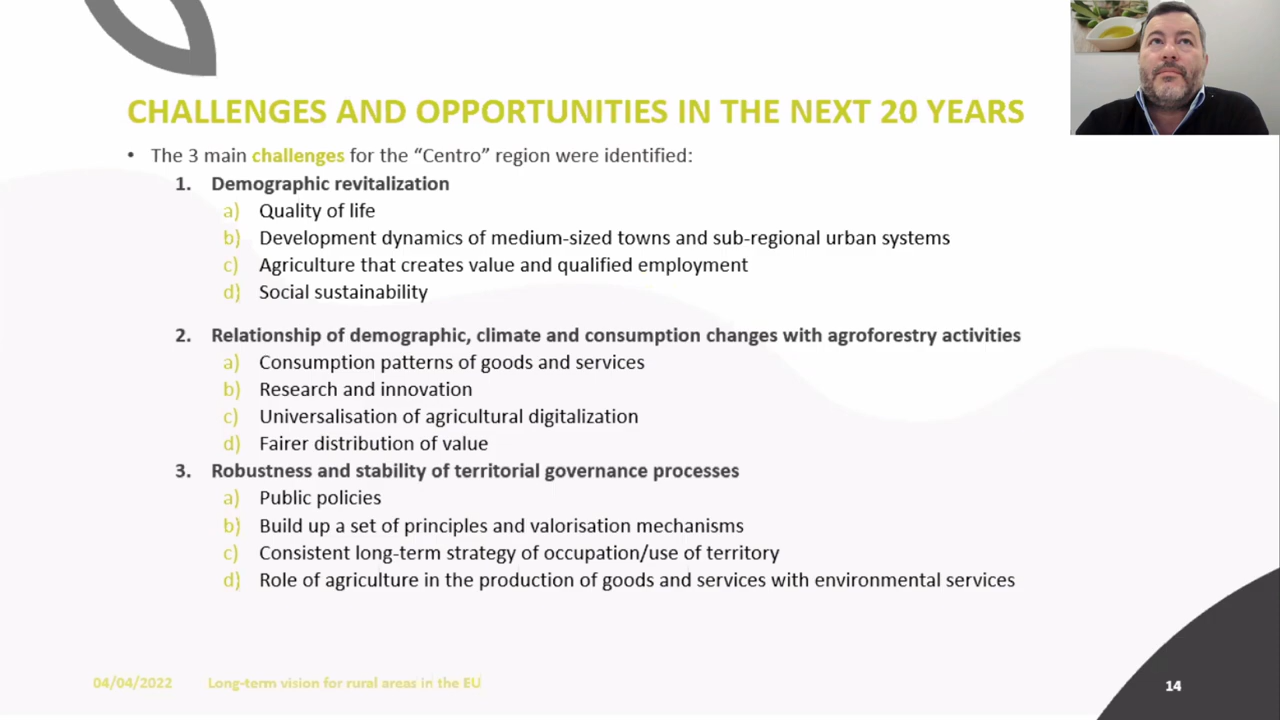 CHALLENGES AND OPPORTUNITIES IN THE NEXT 20 YEARS
• The 3 main challenges for the “Centro” region were identified:
1. Demographic revitalization
a) Quality of life
b) Development dynamics of medium-sized towns and sub-regional urban systems
c) Agriculture that creates value and qualified employment
d) Social sustainability
2. Relationship of demographic, climate and consumption changes with agroforestry activities
a) Consumption patterns of goods and services
b) Research and innovation
c) Universalisation of agricultural digitalization
d) Fairer distribution of value
3. Robustness and stability of territorial governance processes
a) Public policies
b) Build up a set of principles and valorisation mechanisms
c) Consistent long-term strategy of occupation/use of territory
d) Role of agriculture in the production of goods and services with environmental services
04/04/2022 Long-term vision for rural areas in the EU
14